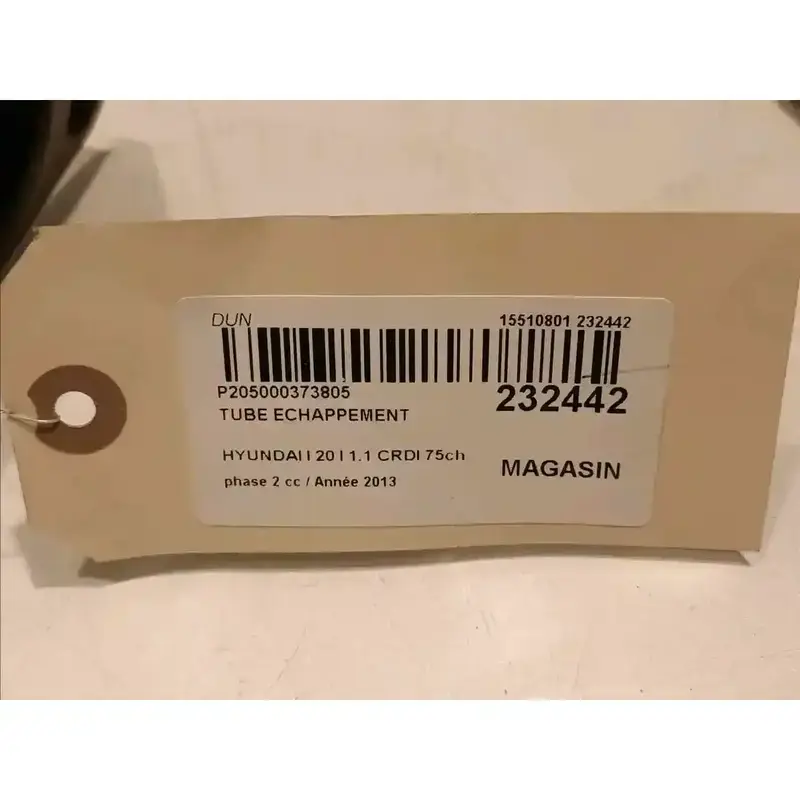 DUN
15510801 232442
P205000373805
232442
TUBE ECHAPPEMENT
HYUNDAI I 20 I 1.1 CRDI 75ch
MAGASIN
phase 2 cc / Année 2013